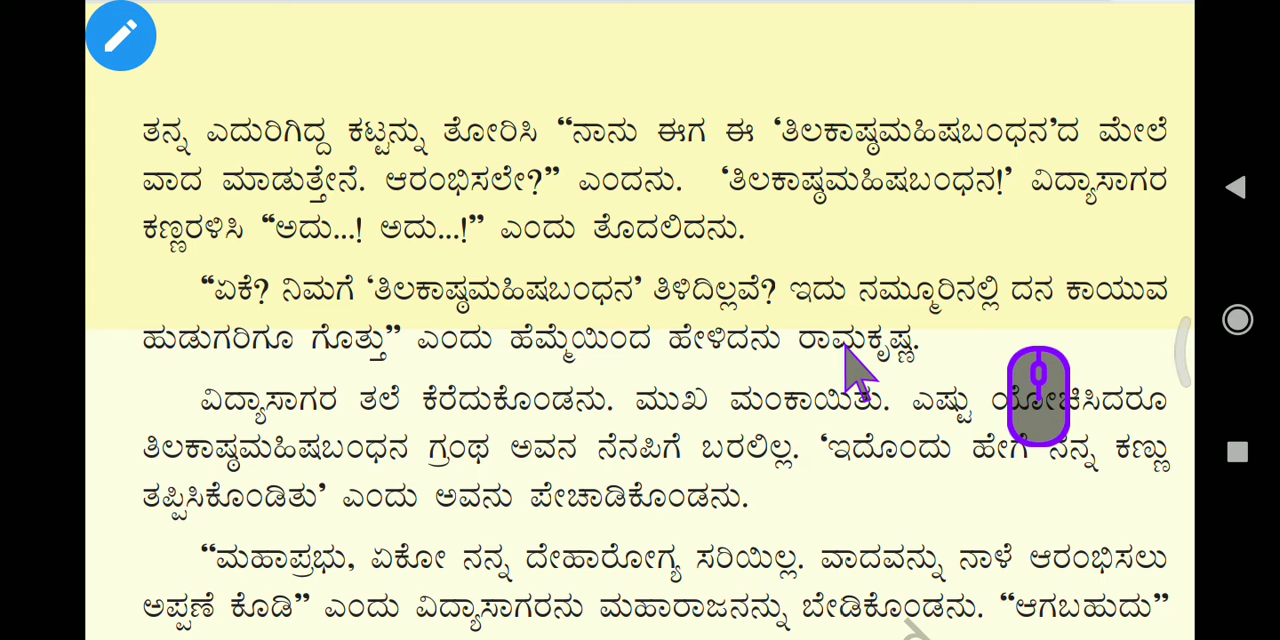 ತನ್ನ ಎದುರಿಗಿದ್ದ ಕಟ್ಟನ್ನು ತೋರಿಸಿ “ನಾನು ಈಗ ಈ ‘ತಿಲಕಾಷ್ಠಮಹಿಷಬಂಧನ’ದ ಮೇಲೆ
ವಾದ ಮಾಡುತ್ತೇನೆ. ಆರಂಭಿಸಲೇ?” ಎಂದನು. ‘ತಿಲಕಾಷ್ಠಮಹಿಷಬಂಧನ!’ ವಿದ್ಯಾಸಾಗರ
ಕಣ್ಣರಳಿಸಿ “ಅದು...! ಅದು...!” ಎಂದು ತೊದಲಿದನು.
“ಏಕೆ? ನಿಮಗೆ ‘ತಿಲಕಾಷ್ಠಮಹಿಷಬಂಧನ’ ತಿಳಿದಿಲ್ಲವೆ? ಇದು ನಮ್ಮೂರಿನಲ್ಲಿ ದನ ಕಾಯುವ
ಹುಡುಗರಿಗೂ ಗೊತ್ತು” ಎಂದು ಹೆಮ್ಮೆಯಿಂದ ಹೇಳಿದನು ರಾಮಕೃಷ್ಣ.
ವಿದ್ಯಾಸಾಗರ ತಲೆ ಕೆರೆದುಕೊಂಡನು. ಮುಖ ಮಂಕಾಯಿತು. ಎಷ್ಟು ಯೋಚಿಸಿದರೂ
ತಿಲಕಾಷ್ಠಮಹಿಷಬಂಧನ ಗ್ರಂಥ ಅವನ ನೆನಪಿಗೆ ಬರಲಿಲ್ಲ. ‘ಇದೊಂದು ಹೇಗೆ ನನ್ನ ಕಣ್ಣು
ತಪ್ಪಿಸಿಕೊಂಡಿತು’ ಎಂದು ಅವನು ಪೇಚಾಡಿಕೊಂಡನು.
“ಮಹಾಪ್ರಭು, ಏಕೋ ನನ್ನ ದೇಹಾರೋಗ್ಯ ಸರಿಯಿಲ್ಲ. ವಾದವನ್ನು ನಾಳೆ ಆರಂಭಿಸಲು
ಅಪ್ಪಣೆ ಕೊಡಿ” ಎಂದು ವಿದ್ಯಾಸಾಗರನು ಮಹಾರಾಜನನ್ನು ಬೇಡಿಕೊಂಡನು. “ಆಗಬಹುದು”